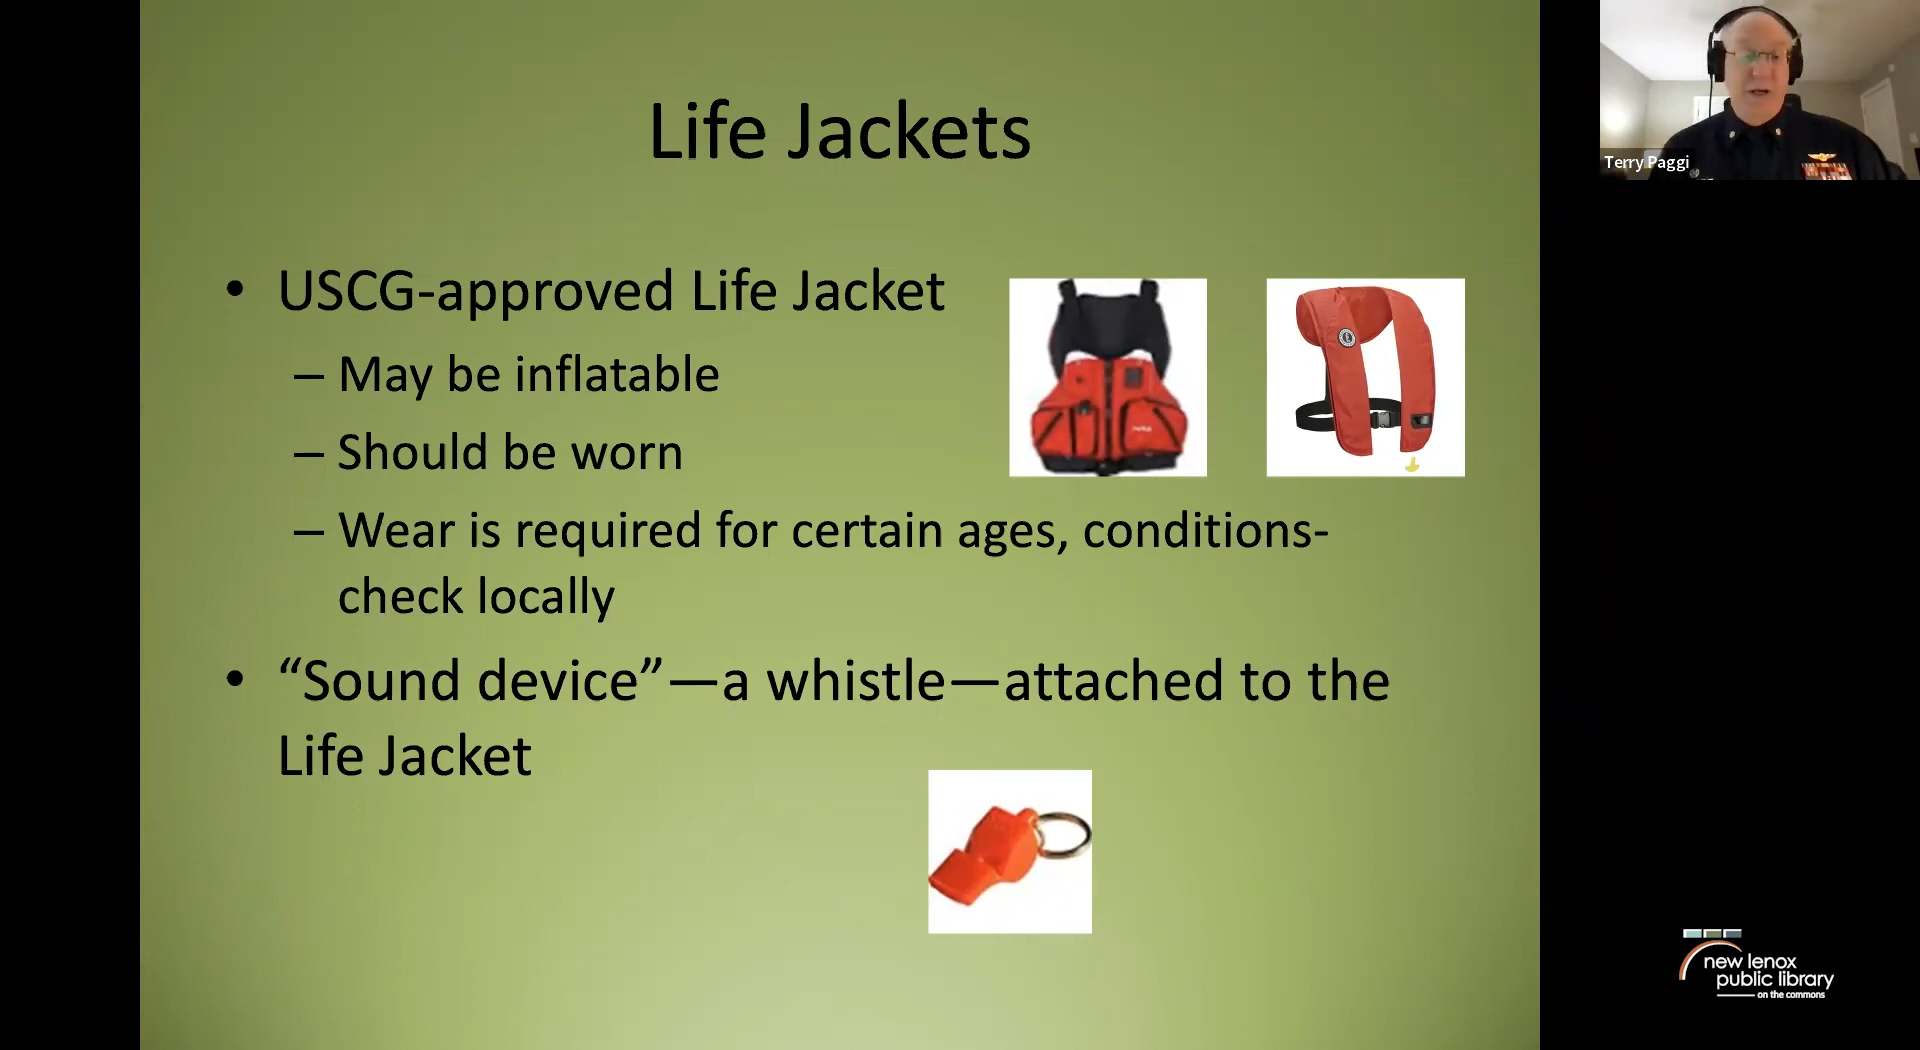 Life Jackets
• USCG-approved Life Jacket
– May be inflatable
– Should be worn
– Wear is required for certain ages, conditions-
check locally
• “Sound device”—a whistle—attached to the
Life Jacket
Terry Paggi
new lenox
public library
on the commons